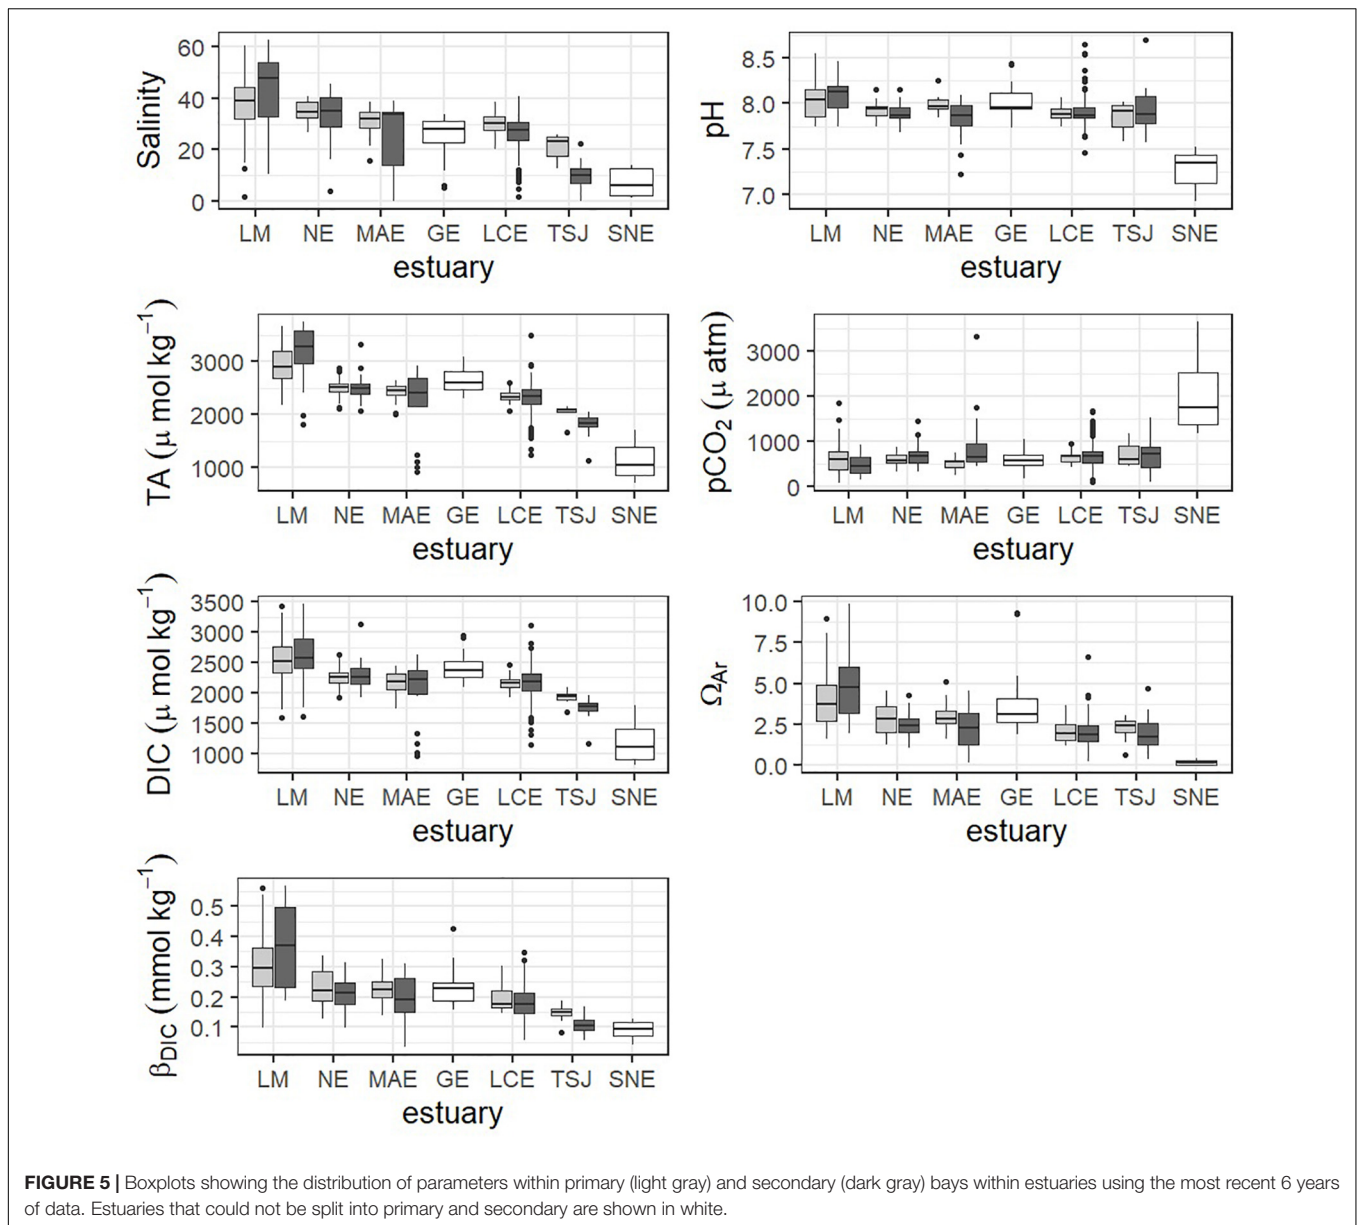 Salinity
60
40
20
0
LM NE MAE GE LCE TSJ SNE
estuary
pH
8.5
8.0
7.5
7.0
LM NE MAE GE LCE TSJ SNE
estuary
TA (μ mol kg⁻¹)
3000
2000
1000
LM NE MAE GE LCE TSJ SNE
estuary
pCO₂ (μ atm)
3000
2000
1000
0
LM NE MAE GE LCE TSJ SNE
estuary
DIC (μ mol kg⁻¹)
3500
3000
2500
2000
1500
1000
LM NE MAE GE LCE TSJ SNE
estuary
Ω_Ar
10.0
7.5
5.0
2.5
0.0
LM NE MAE GE LCE TSJ SNE
estuary
β_DIC (mmol kg⁻¹)
0.5
0.4
0.3
0.2
0.1
LM NE MAE GE LCE TSJ SNE
estuary
FIGURE 5 | Boxplots showing the distribution of parameters within primary (light gray) and secondary (dark gray) bays within estuaries using the most recent 6 years
of data. Estuaries that could not be split into primary and secondary are shown in white.